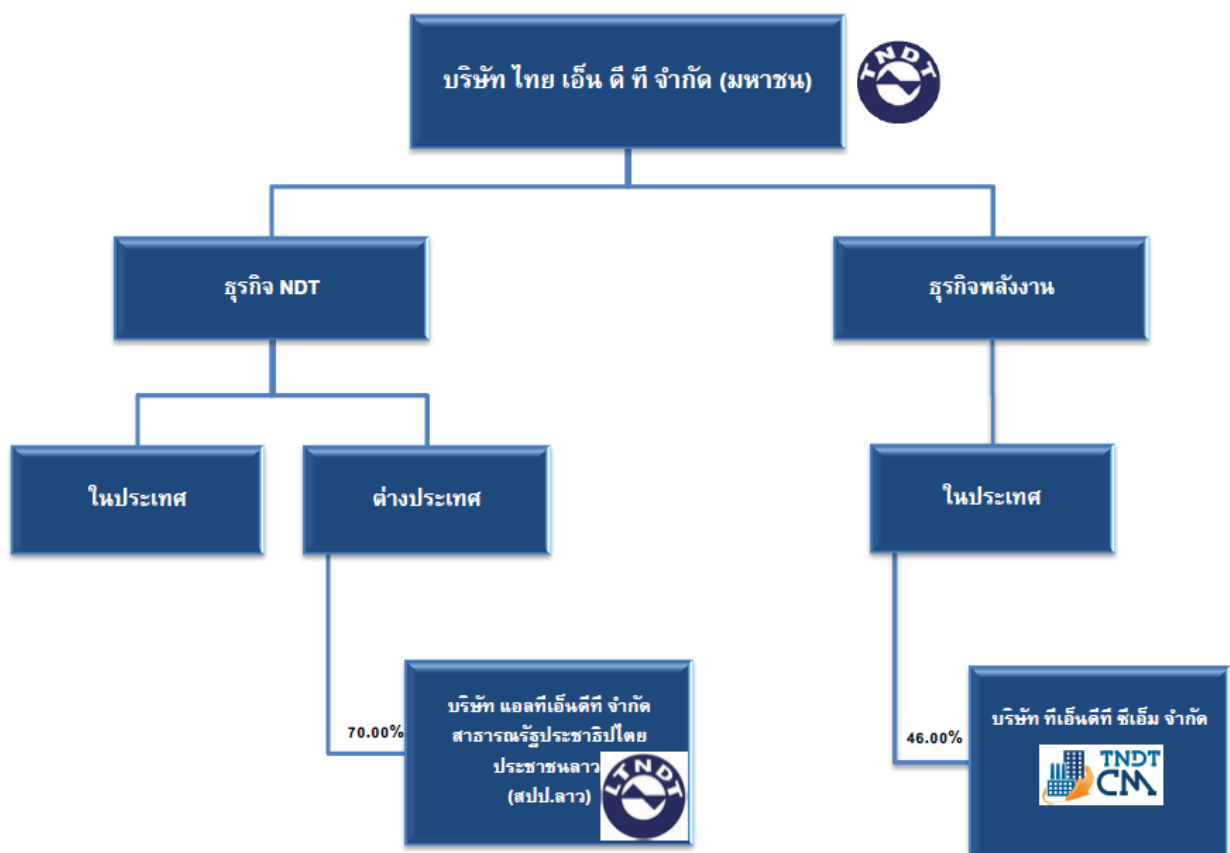 บริษัท ไทย เอ็น ดี ที จำกัด (มหาชน)
TNDT
ธุรกิจ NDT
ธุรกิจพลังงาน
ในประเทศ
ต่างประเทศ
ในประเทศ
70.00%
บริษัท แอลทีเอ็นดีที จำกัด
สาธารณรัฐประชาธิปไตย
ประชาชนลาว
(สปป.ลาว)
LTNDT
46.00%
บริษัท ทีเอ็นดีที ซีเอ็ม จำกัด
TNDT
CM